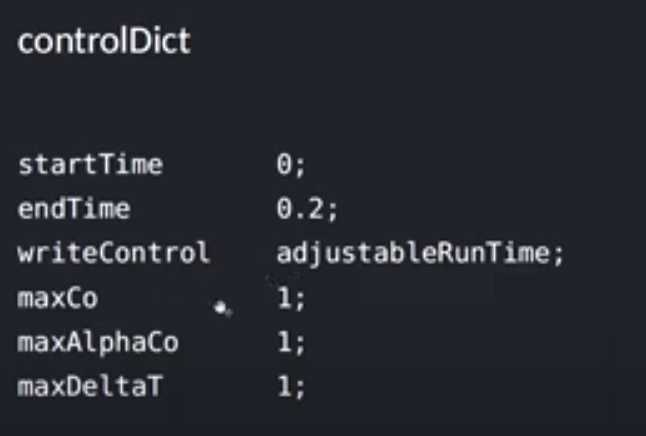 controlDict
startTime 0;
endTime 0.2;
writeControl adjustableRunTime;
maxCo 1;
maxAlphaCo 1;
maxDeltaT 1;